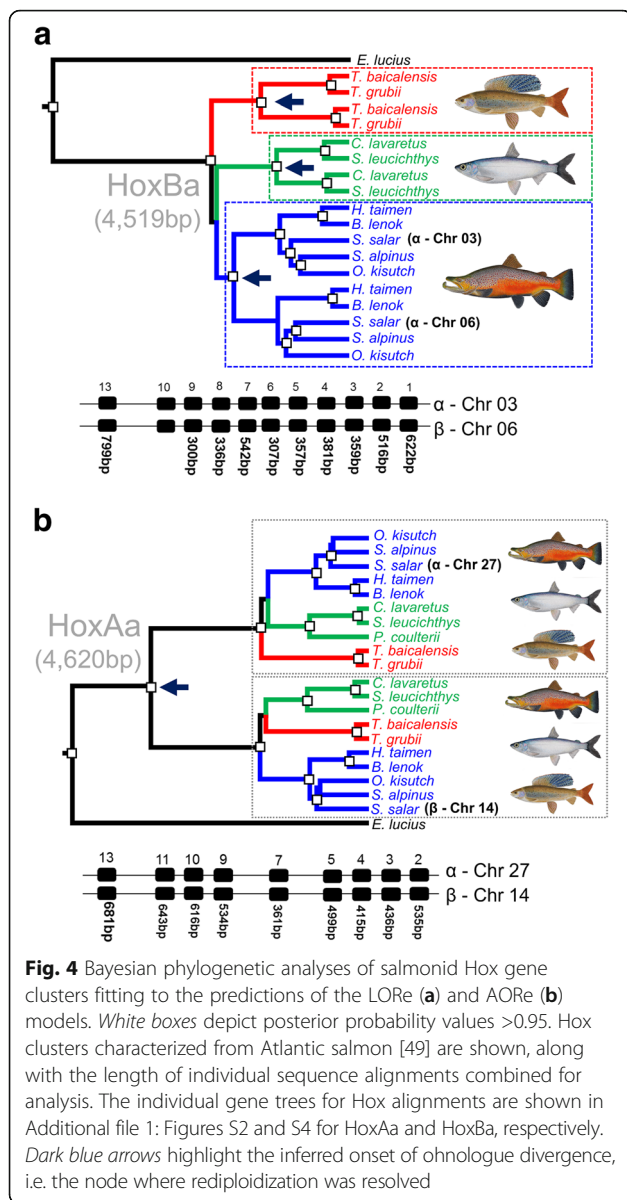 a
E. lucius
T. baicalensis
T. grubii
T. baicalensis
T. grubii
C. lavaretus
S. leucichthys
C. lavaretus
S. leucichthys
HoxBa
(4,519bp)
H. taimen
B. lenok
S. salar (α - Chr 03)
S. alpinus
O. kisutch
H. taimen
B. lenok
S. salar (α - Chr 06)
S. alpinus
O. kisutch
13 10 9 8 7 6 5 4 3 2 1
α - Chr 03
β - Chr 06
799bp 300bp 336bp 542bp 307bp 357bp 381bp 359bp 516bp 622bp
b
O. kisutch
S. alpinus
S. salar (α - Chr 27)
H. taimen
B. lenok
C. lavaretus
S. leucichthys
P. coulterii
T. baicalensis
T. grubii
HoxAa
(4,620bp)
C. lavaretus
S. leucichthys
P. coulterii
T. baicalensis
T. grubii
H. taimen
B. lenok
O. kisutch
S. alpinus
S. salar (β - Chr 14)
E. lucius
13 11 10 9 7 5 4 3 2
α - Chr 27
β - Chr 14
681bp 643bp 616bp 534bp 361bp 499bp 415bp 436bp 535bp
Fig. 4 Bayesian phylogenetic analyses of salmonid Hox gene
clusters fitting to the predictions of the LORe (a) and AORe (b)
models. White boxes depict posterior probability values >0.95. Hox
clusters characterized from Atlantic salmon [49] are shown, along
with the length of individual sequence alignments combined for
analysis. The individual gene trees for Hox alignments are shown in
Additional file 1: Figures S2 and S4 for HoxAa and HoxBa, respectively.
Dark blue arrows highlight the inferred onset of ohnologue divergence,
i.e. the node where rediploidization was resolved